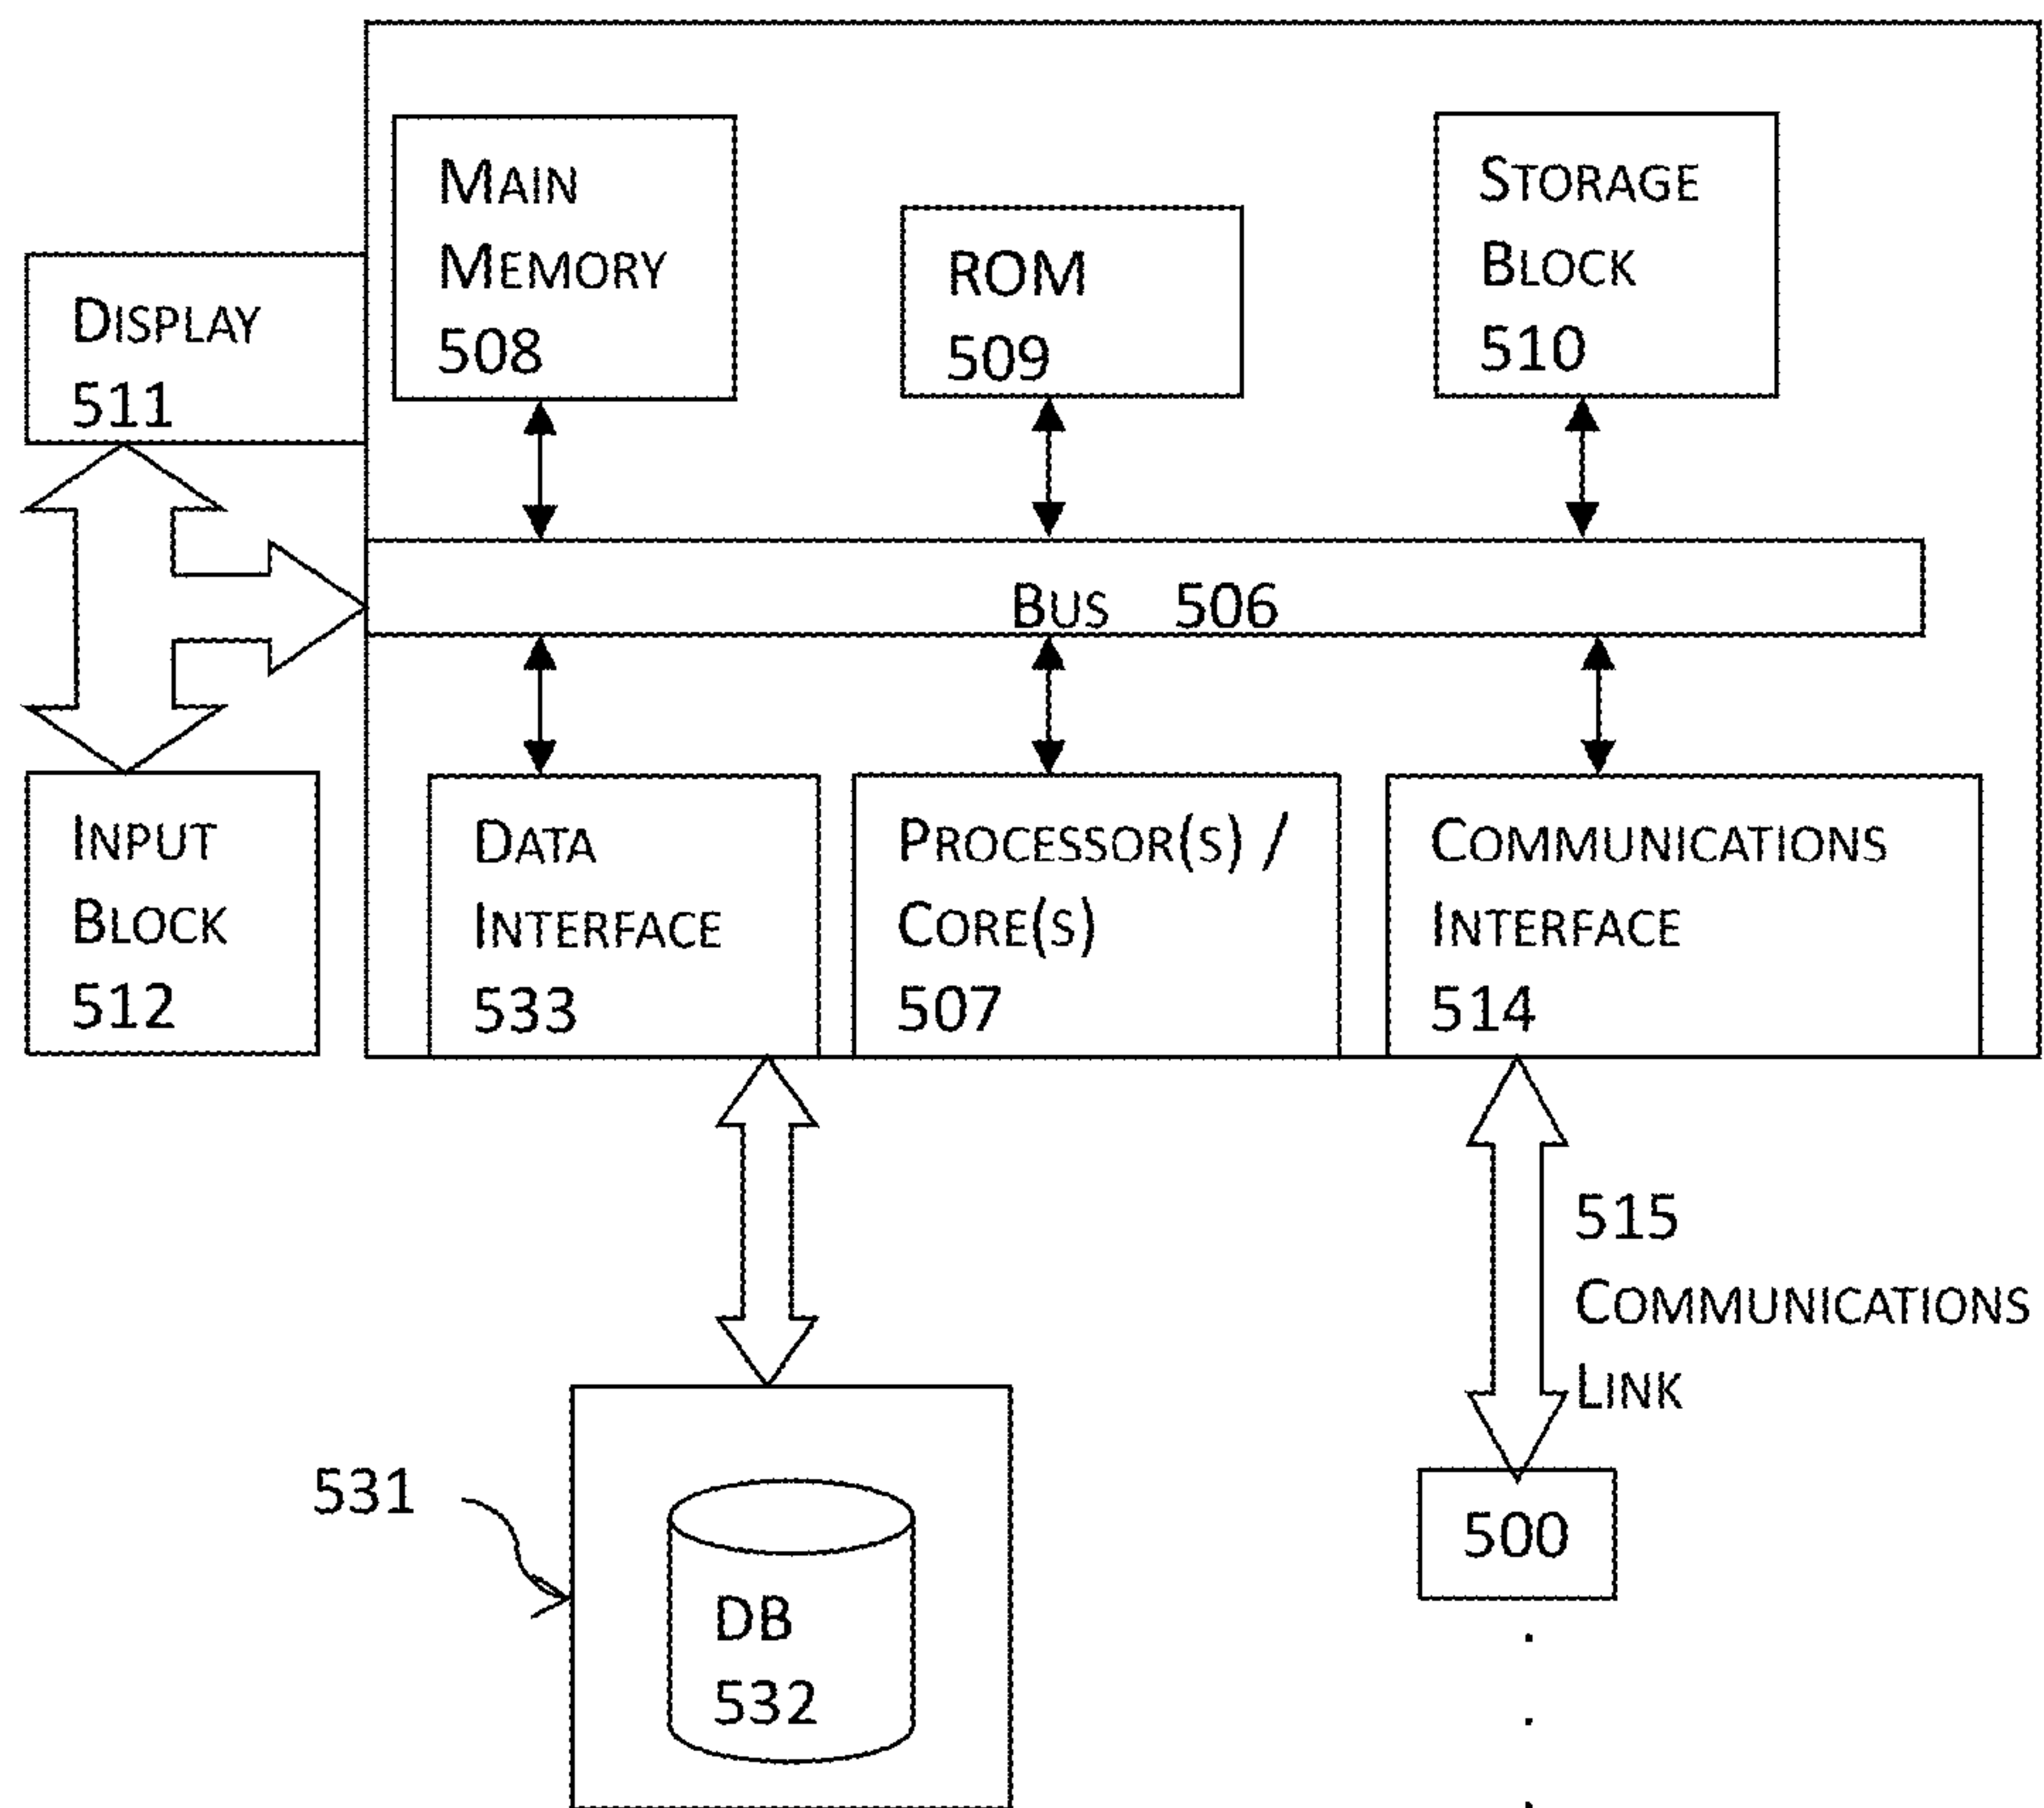 Main
Memory
508
ROM
509
Storage
Block
510
Display
511
Bus 506
Input
Block
512
Data
Interface
533
Processor(s) /
Core(s)
507
Communications
Interface
514
515
Communications
Link
531
DB
532
500